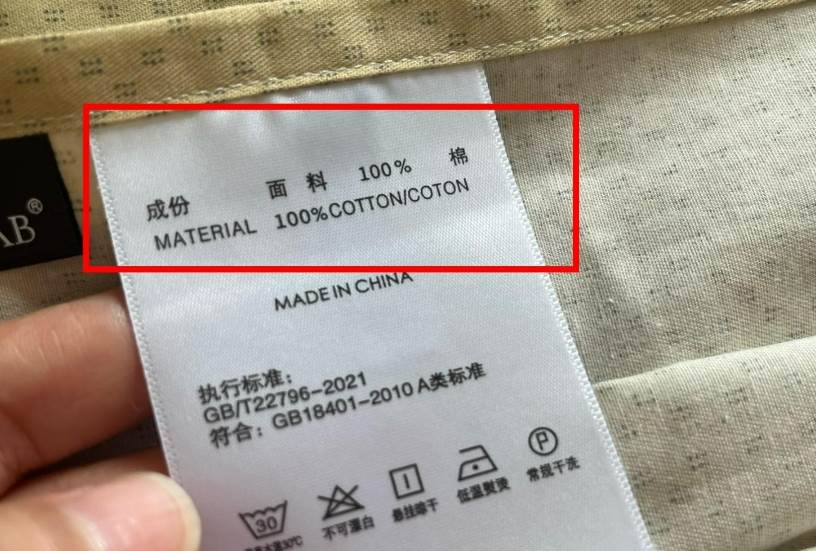 成份 面料 100% 棉
MATERIAL 100%COTTON/COTON
AB®
MADE IN CHINA
执行标准：
GB/T22796-2021
符合：GB18401-2010 A类标准
30 P
不可漂白 悬挂晾干 低温熨烫 常规干洗